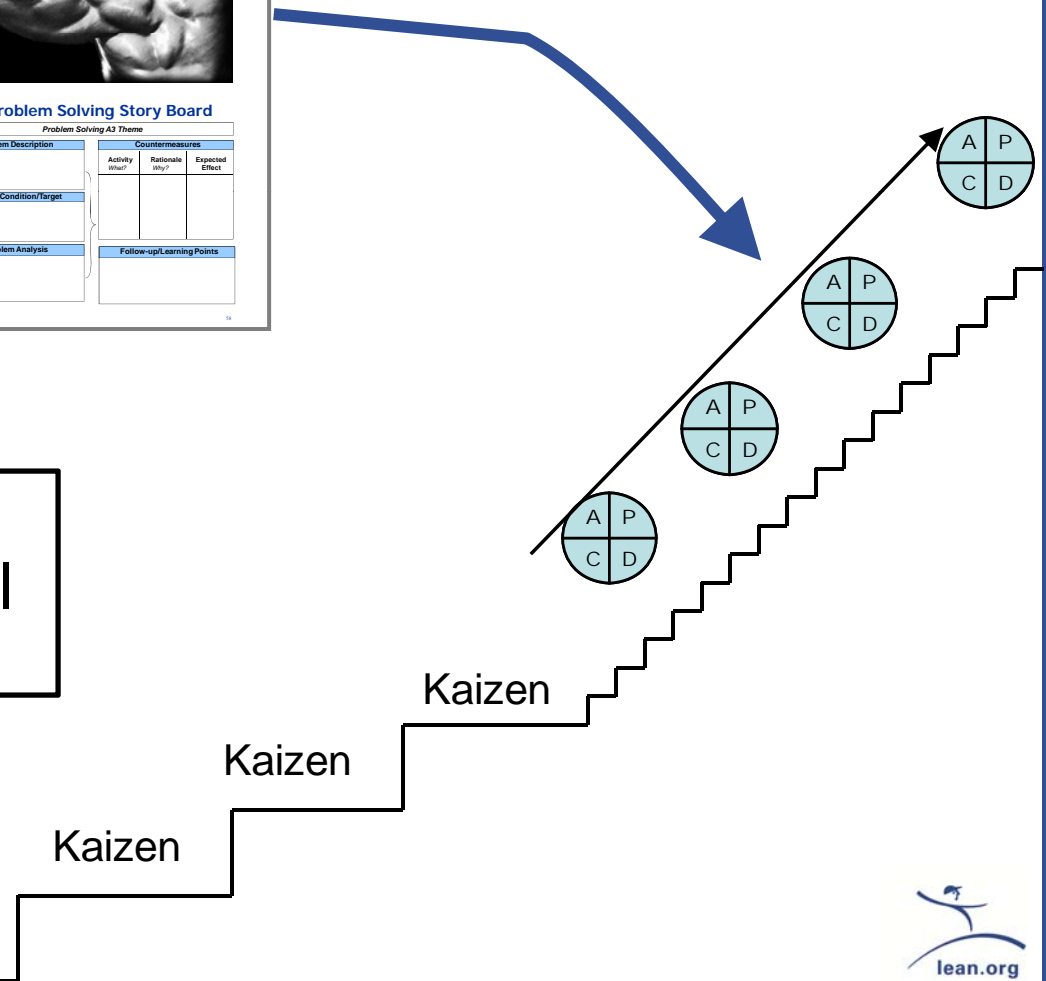 roblem Solving Story Board
Problem Solving A3 Theme
em Description
Countermeasures
Activity Rationale Expected
What? Why? Effect
Condition/Target
lem Analysis
Follow-up/Learning Points
A P
C D
A P
C D
A P
C D
A P
C D
Kaizen
Kaizen
Kaizen
lean.org